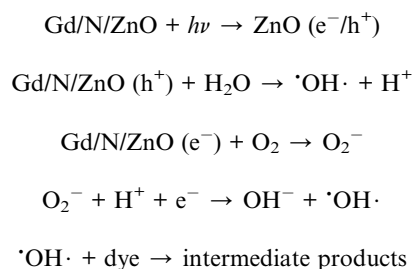 Gd/N/ZnO + hν → ZnO (e⁻/h⁺)
Gd/N/ZnO (h⁺) + H₂O → ˙OH· + H⁺
Gd/N/ZnO (e⁻) + O₂ → O₂⁻
O₂⁻ + H⁺ + e⁻ → OH⁻ + ˙OH·
˙OH· + dye → intermediate products